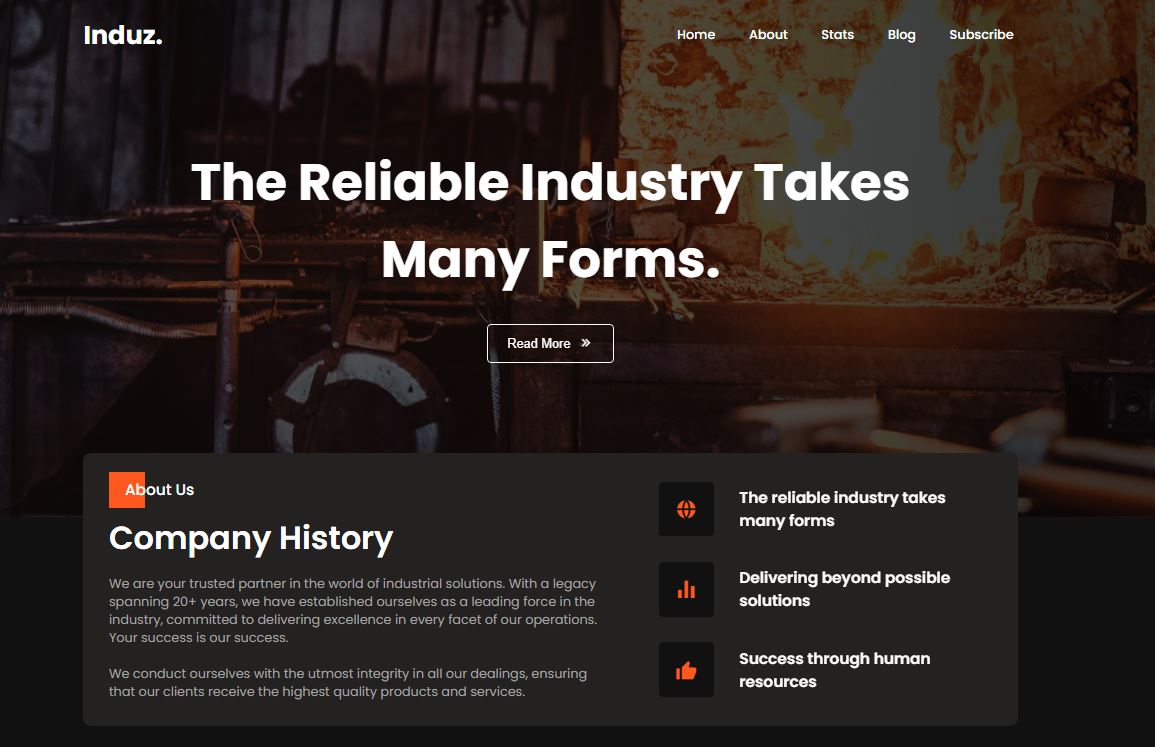 Induz.
Home About Stats Blog Subscribe
The Reliable Industry Takes
Many Forms.
Read More »
About Us
Company History
We are your trusted partner in the world of industrial solutions. With a legacy
spanning 20+ years, we have established ourselves as a leading force in the
industry, committed to delivering excellence in every facet of our operations.
Your success is our success.
We conduct ourselves with the utmost integrity in all our dealings, ensuring
that our clients receive the highest quality products and services.
The reliable industry takes
many forms
Delivering beyond possible
solutions
Success through human
resources